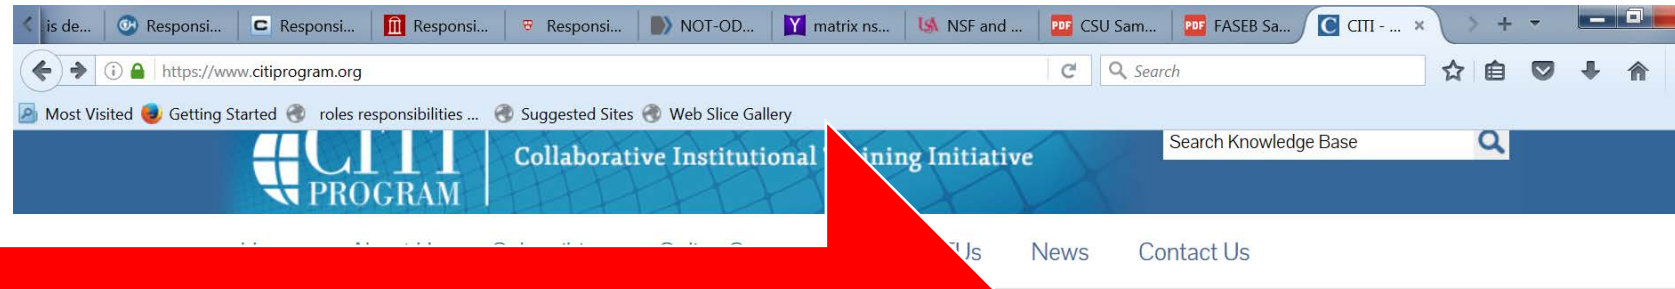 is de... Responsi... Responsi... Responsi... Responsi... NOT-OD... matrix ns... NSF and ... CSU Sam... FASEB Sa... CITI - ...
https://www.citiprogram.org Search
Most Visited Getting Started roles responsibilities ... Suggested Sites Web Slice Gallery
CITI PROGRAM
Collaborative Institutional Training Initiative
Search Knowledge Base
News Contact Us